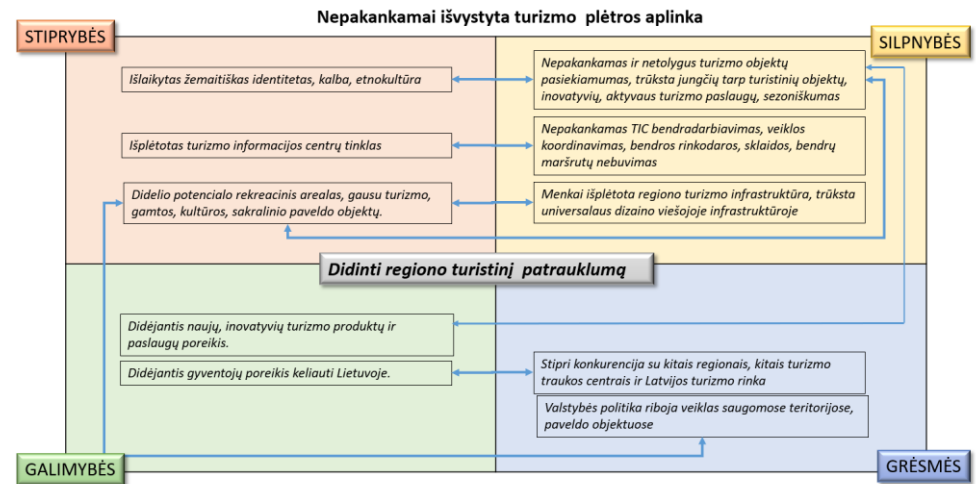 Nepakankamai išvystyta turizmo plėtros aplinka
STIPRYBĖS
SILPNYBĖS
Išlaikytas žemaitiškas identitetas, kalba, etnokultūra
Nepakankamas ir netolygus turizmo objektų
pasiekiamumas, trūksta jungčių tarp turistinių objektų,
inovatyvių, aktyvaus turizmo paslaugų, sezoniškumas
Išplėtotas turizmo informacijos centrų tinklas
Nepakankamas TIC bendradarbiavimas, veiklos
koordinavimas, bendros rinkodaros, sklaidos, bendrų
maršrutų nebuvimas
Didelio potencialo rekreacinis arealas, gausu turizmo,
gamtos, kultūros, sakralinio paveldo objektų.
Menkai išplėtota regiono turizmo infrastruktūra, trūksta
universalaus dizaino viešojoje infrastruktūroje
Didinti regiono turistinį patrauklumą
Didėjantis naujų, inovatyvių turizmo produktų ir
paslaugų poreikis.
Didėjantis gyventojų poreikis keliauti Lietuvoje.
Stipri konkurencija su kitais regionais, kitais turizmo
traukos centrais ir Latvijos turizmo rinka
Valstybės politika riboja veiklas saugomose teritorijose,
paveldo objektuose
GALIMYBĖS
GRĖSMĖS